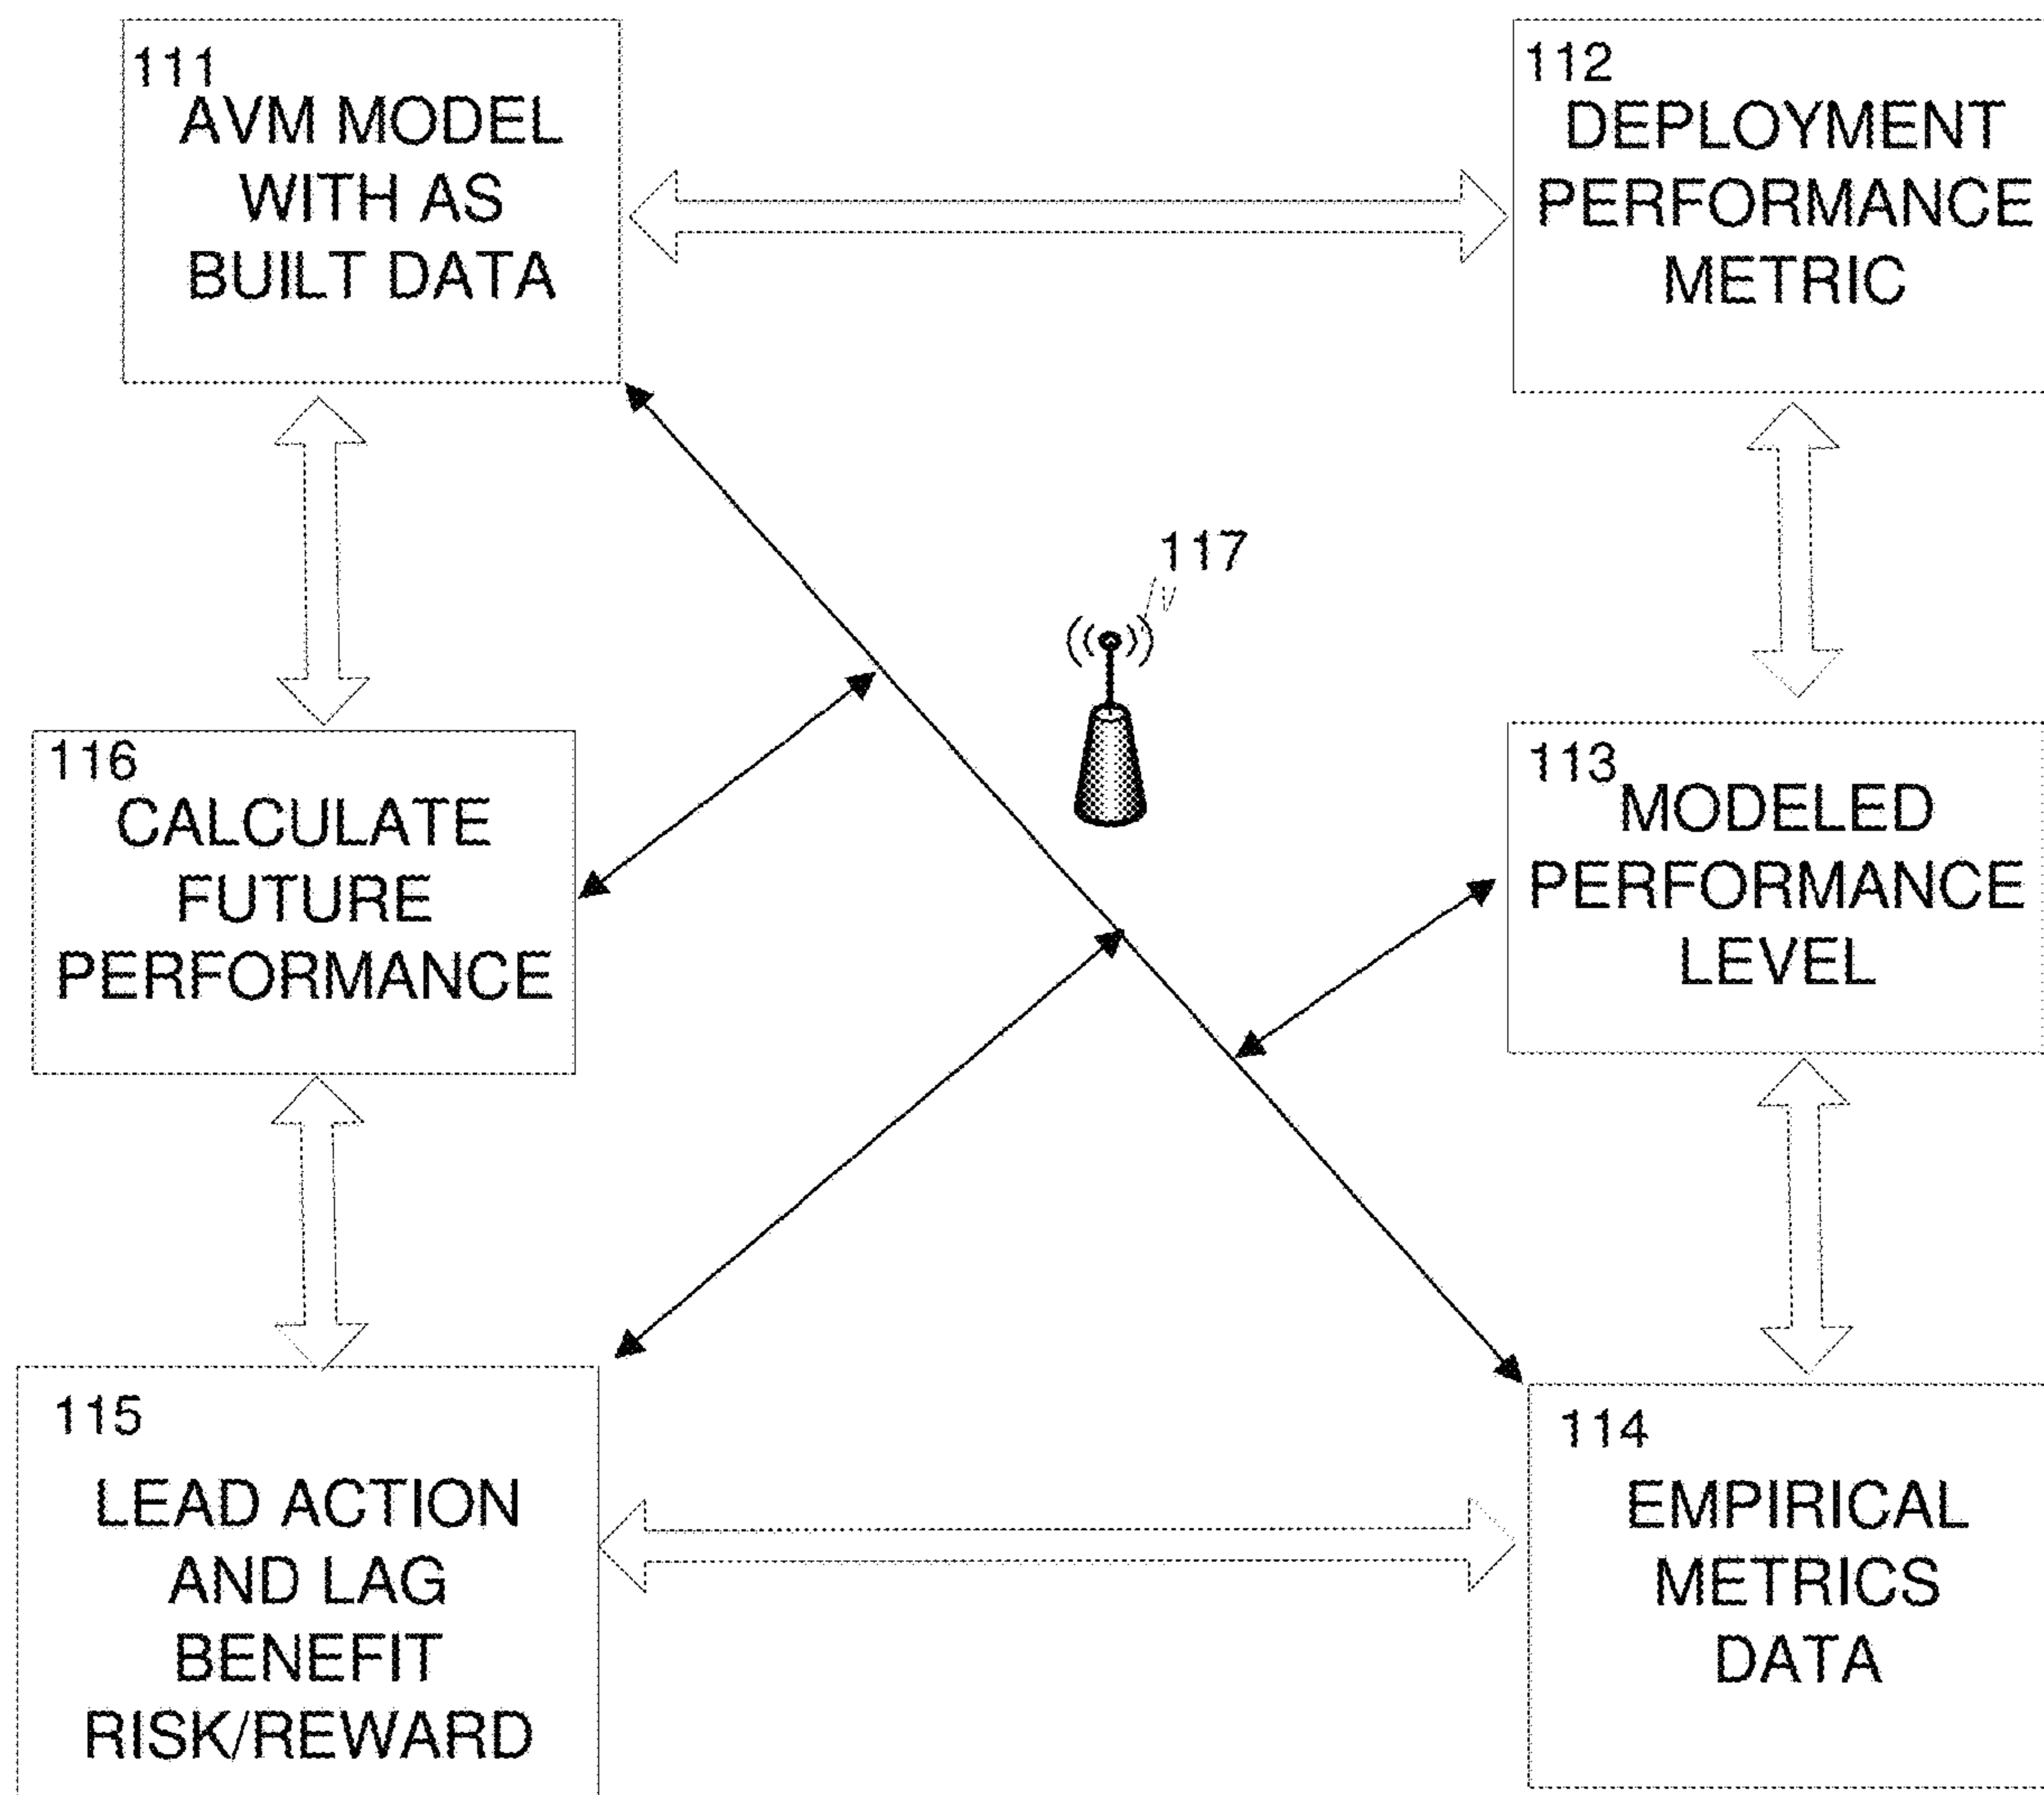 111
AVM MODEL
WITH AS
BUILT DATA
112
DEPLOYMENT
PERFORMANCE
METRIC
117
116
CALCULATE
FUTURE
PERFORMANCE
113
MODELED
PERFORMANCE
LEVEL
115
LEAD ACTION
AND LAG
BENEFIT
RISK/REWARD
114
EMPIRICAL
METRICS
DATA